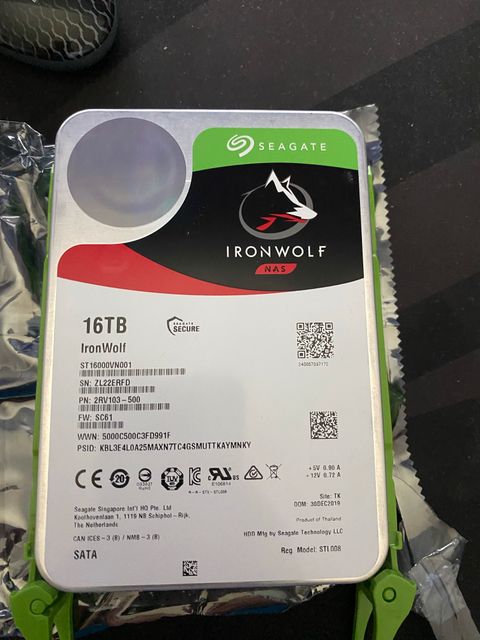 SEAGATE
IRONWOLF
NAS
16TB
SEAGATE
SECURE
IronWolf
ST16000VN001
SN: ZL22ERFD
PN: 2RV103-500
FW: SC61
WWN: 5000C500C3FD991F
PSID: KBL3E4L0A25MAXN7TC4GSMUTTKAYMNKY
+5V 0.90 A
+12V 0.72 A
Site: TK
DOM: 30DEC2019
Seagate Singapore Int'l HQ Pte. Ltd
Koolhovenlaan 1, 1119 NB Schiphol-Rijk,
The Netherlands
Product of Thailand
HDD Mfg by Seagate Technology LLC
CAN ICES-3 (B) / NMB-3 (B)
Reg. Model: STL008
SATA